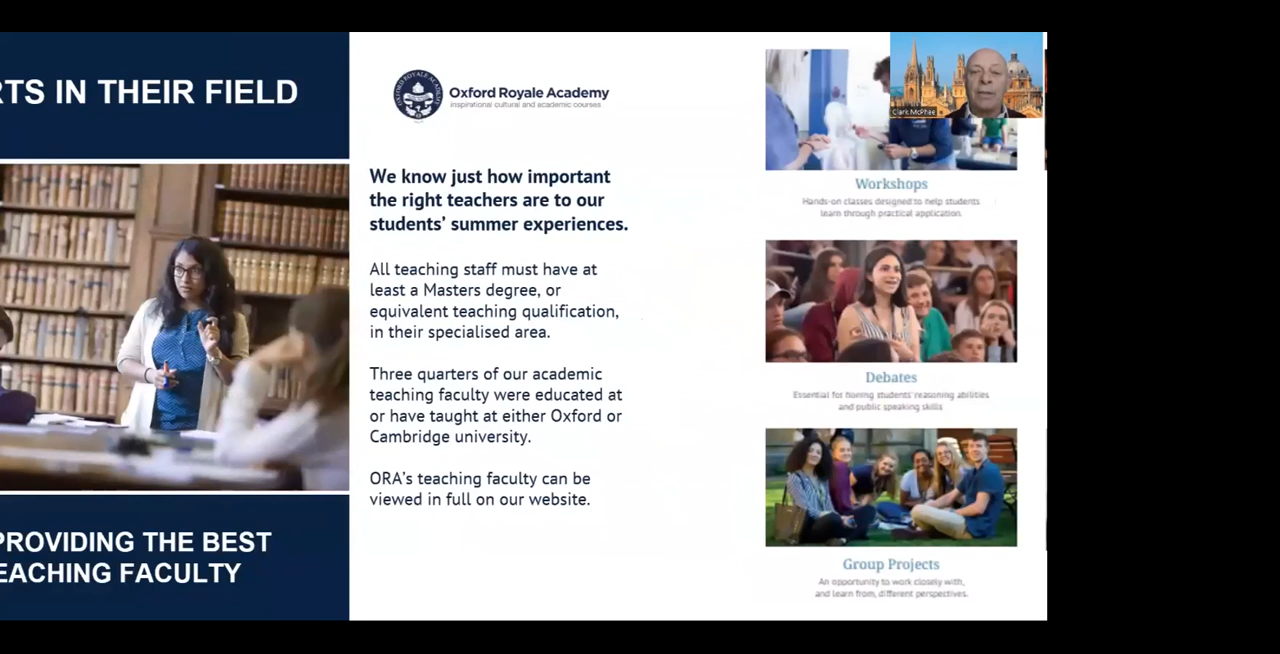 RTS IN THEIR FIELD
PROVIDING THE BEST
EACHING FACULTY
OXFORD ROYALE ACADEMY
Oxford Royale Academy
inspirational cultural and academic courses
We know just how important
the right teachers are to our
students' summer experiences.
All teaching staff must have at
least a Masters degree, or
equivalent teaching qualification,
in their specialised area.
Three quarters of our academic
teaching faculty were educated at
or have taught at either Oxford or
Cambridge university.
ORA's teaching faculty can be
viewed in full on our website.
Clark McPhee
Workshops
Hands-on classes designed to help students
learn through practical application.
Debates
Essential for honing students' reasoning abilities
and public speaking skills
Group Projects
An opportunity to work closely with,
and learn from, different perspectives.